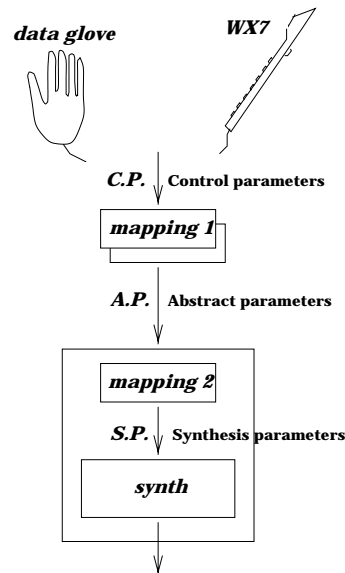 data glove
WX7
C.P. Control parameters
mapping 1
A.P. Abstract parameters
mapping 2
S.P. Synthesis parameters
synth